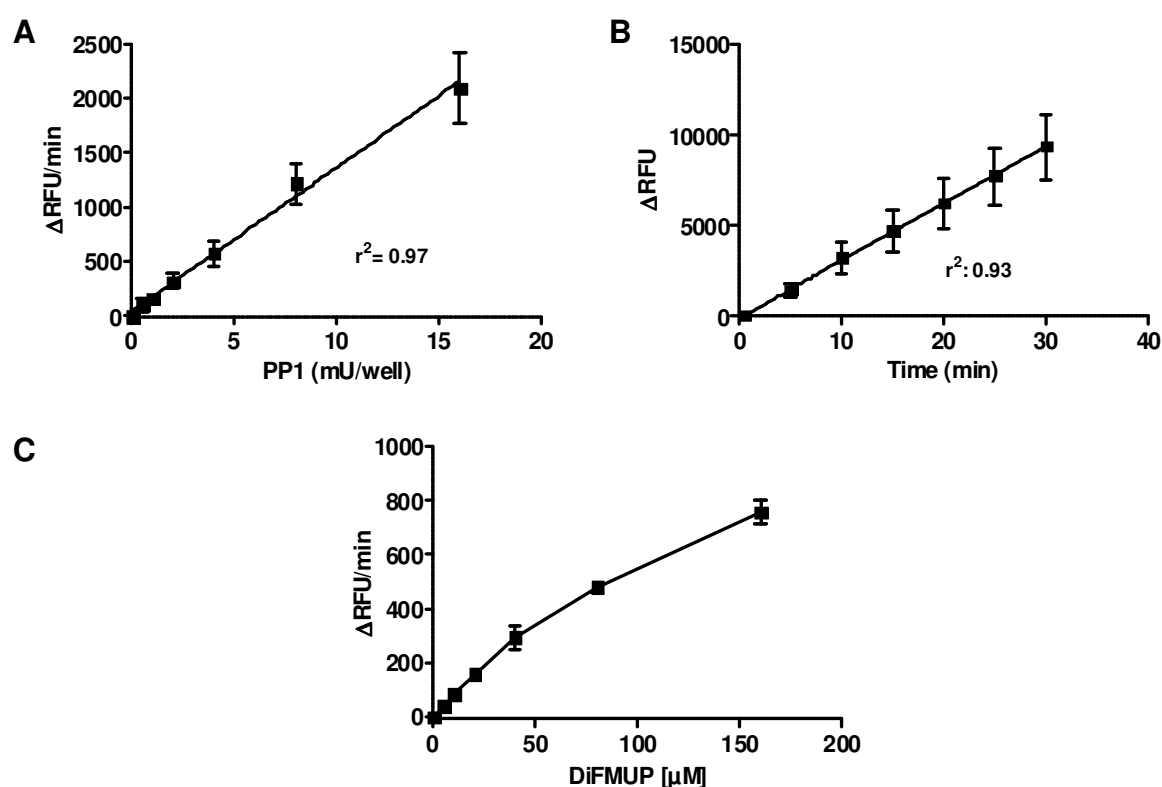 A
2500
2000
1500
1000
500
0
ΔRFU/min
r²= 0.97
0 5 10 15 20
PP1 (mU/well)
B
15000
10000
5000
0
ΔRFU
r²: 0.93
0 10 20 30 40
Time (min)
C
1000
800
600
400
200
0
ΔRFU/min
0 50 100 150 200
DiFMUP [µM]